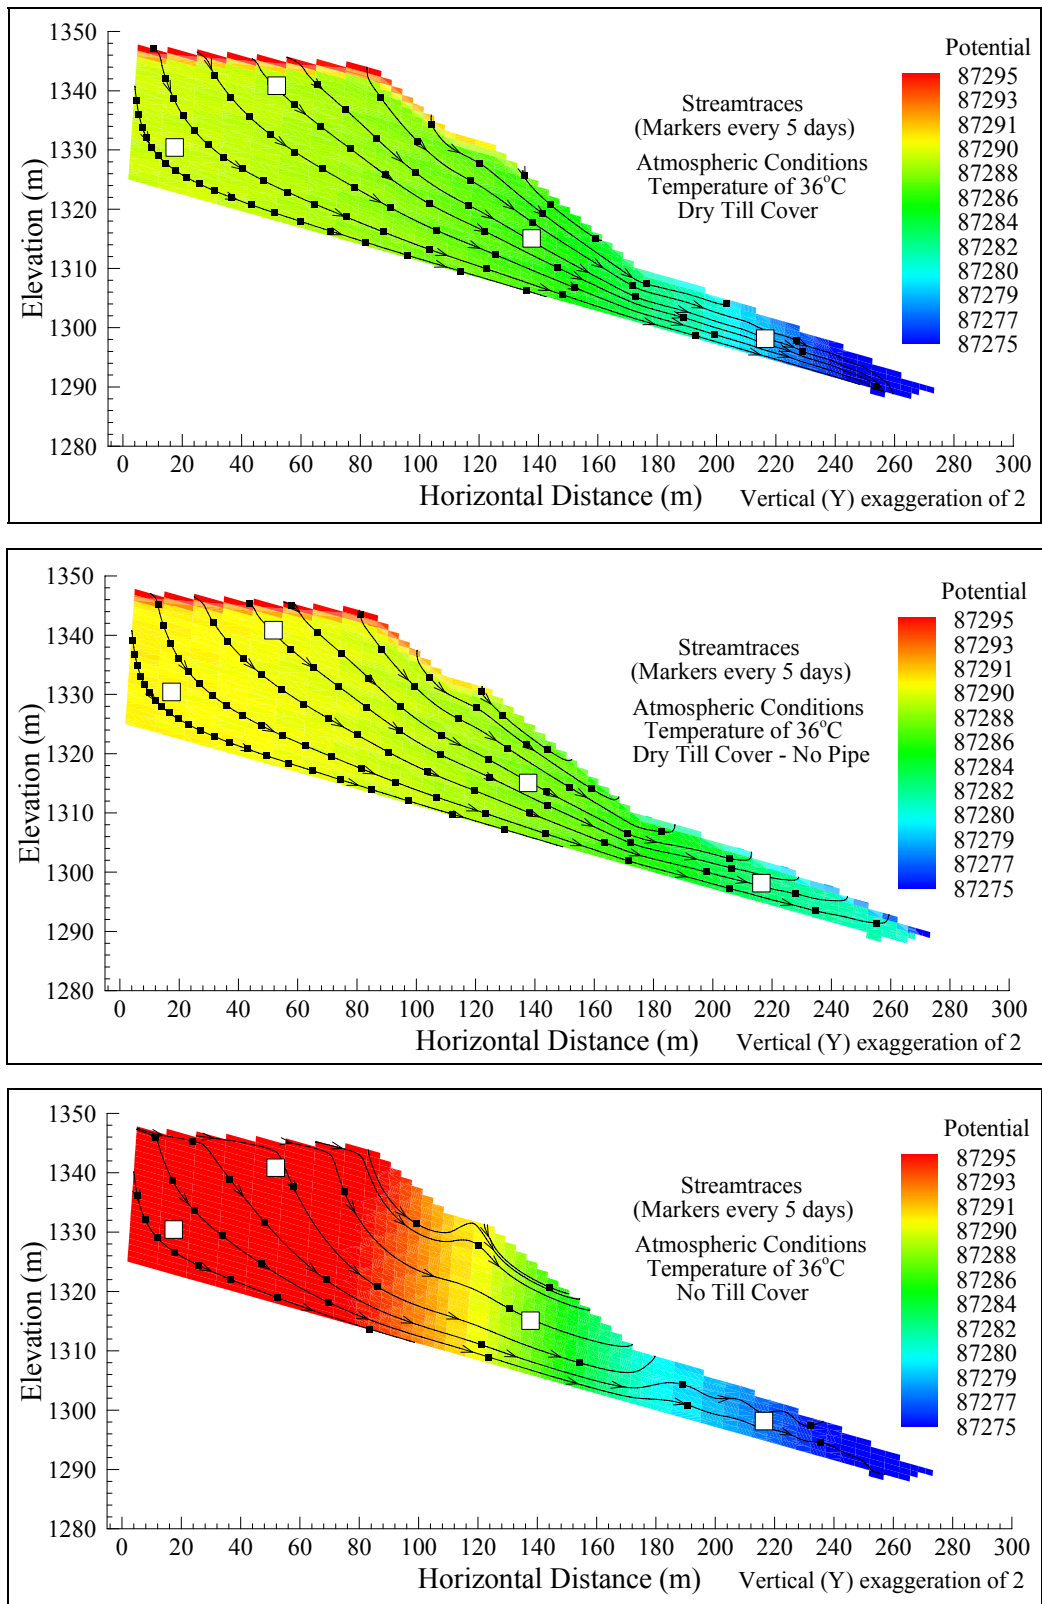 1350
1340
1330
1320
1310
1300
1290
1280
Elevation (m)
0 20 40 60 80 100 120 140 160 180 200 220 240 260 280 300
Horizontal Distance (m)
Vertical (Y) exaggeration of 2
Streamtraces
(Markers every 5 days)
Atmospheric Conditions
Temperature of 36°C
Dry Till Cover
Potential
87295
87293
87291
87290
87288
87286
87284
87282
87280
87279
87277
87275
1350
1340
1330
1320
1310
1300
1290
1280
Elevation (m)
0 20 40 60 80 100 120 140 160 180 200 220 240 260 280 300
Horizontal Distance (m)
Vertical (Y) exaggeration of 2
Streamtraces
(Markers every 5 days)
Atmospheric Conditions
Temperature of 36°C
Dry Till Cover - No Pipe
Potential
87295
87293
87291
87290
87288
87286
87284
87282
87280
87279
87277
87275
1350
1340
1330
1320
1310
1300
1290
1280
Elevation (m)
0 20 40 60 80 100 120 140 160 180 200 220 240 260 280 300
Horizontal Distance (m)
Vertical (Y) exaggeration of 2
Streamtraces
(Markers every 5 days)
Atmospheric Conditions
Temperature of 36°C
No Till Cover
Potential
87295
87293
87291
87290
87288
87286
87284
87282
87280
87279
87277
87275